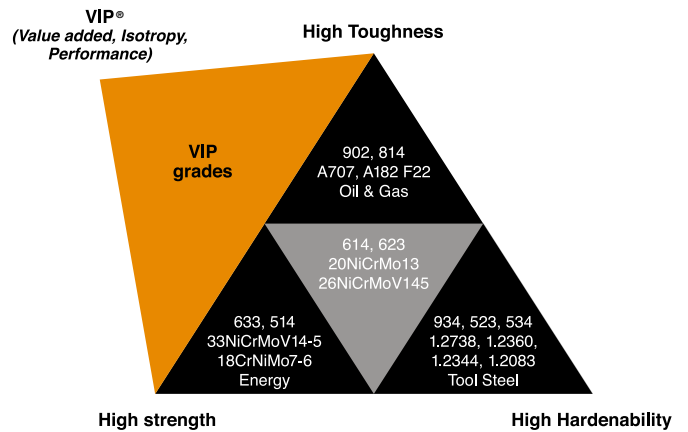 VIP®
(Value added, Isotropy,
Performance)
High Toughness
VIP
grades
902, 814
A707, A182 F22
Oil & Gas
614, 623
20NiCrMo13
26NiCrMoV145
633, 514
33NiCrMoV14-5
18CrNiMo7-6
Energy
934, 523, 534
1.2738, 1.2360,
1.2344, 1.2083
Tool Steel
High strength
High Hardenability